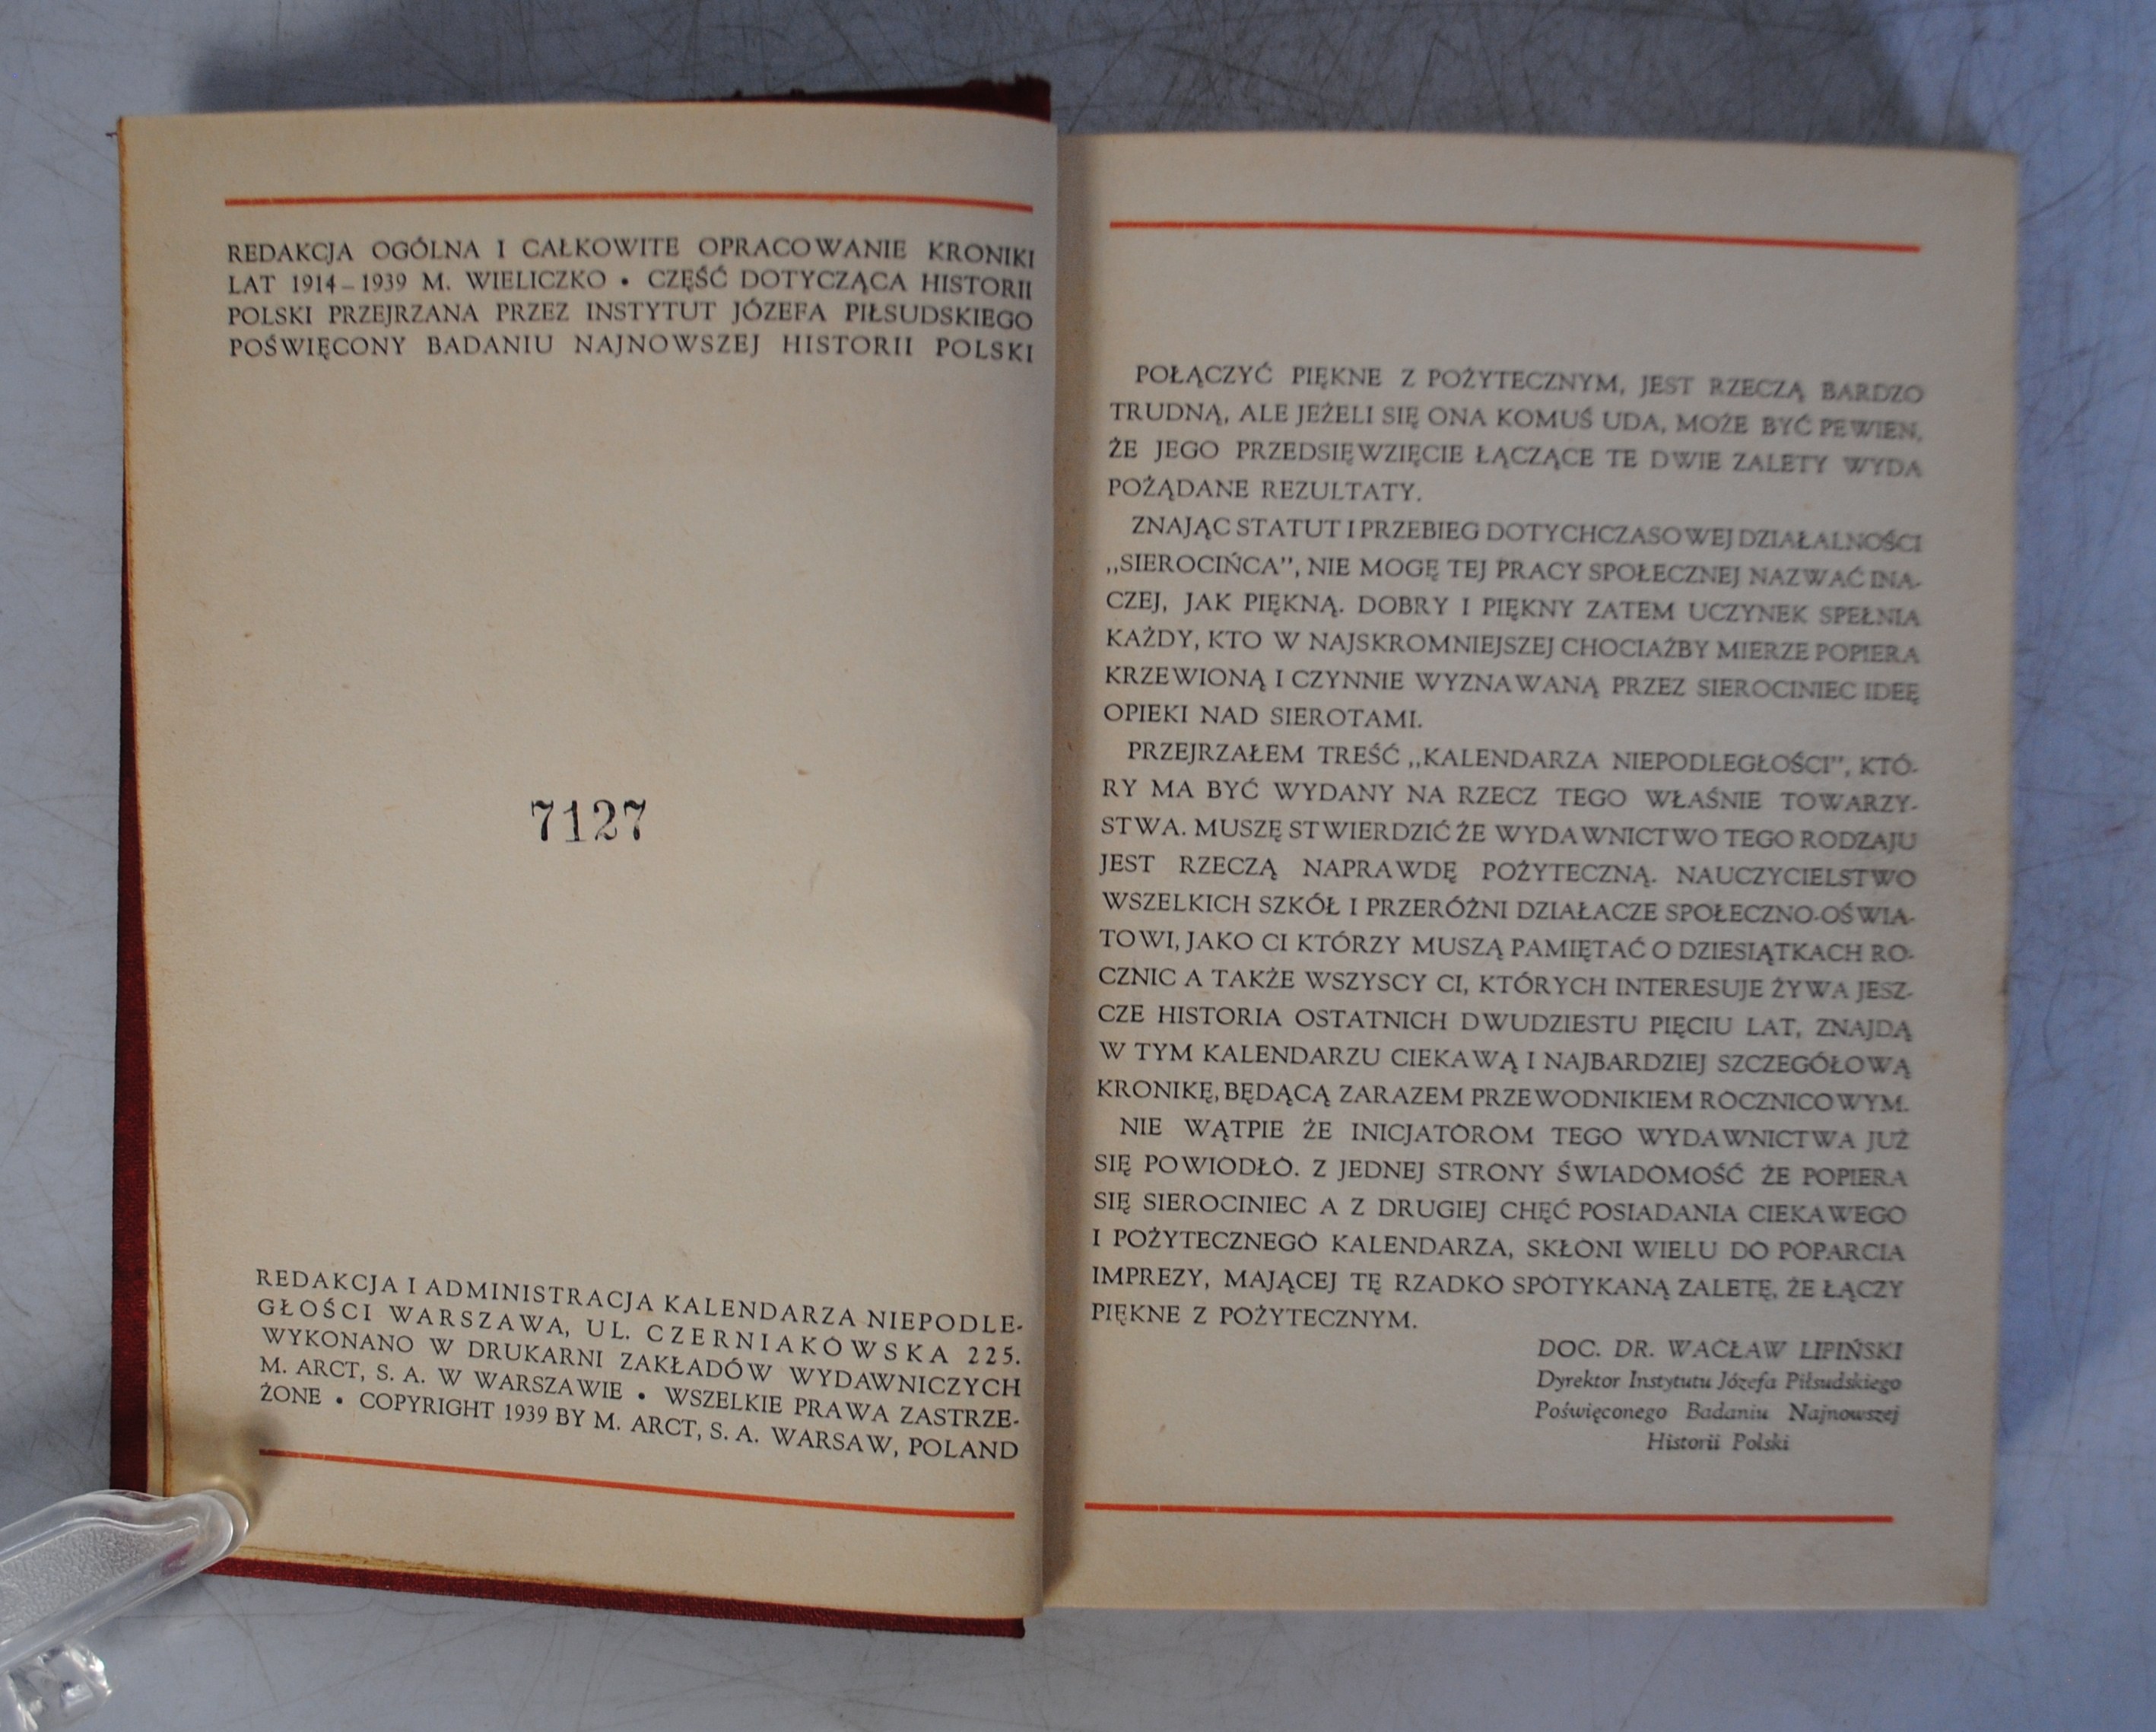 REDAKCJA OGÓLNA I CAŁKOWITE OPRACOWANIE KRONIKI
LAT 1914–1939 M. WIELICZKO • CZĘŚĆ DOTYCZĄCA HISTORII
POLSKI PRZEJRZANA PRZEZ INSTYTUT JÓZEFA PIŁSUDSKIEGO
POŚWIĘCONY BADANIU NAJNOWSZEJ HISTORII POLSKI
7127
REDAKCJA I ADMINISTRACJA KALENDARZA NIEPODLE-
GŁOŚCI WARSZAWA, UL. CZERNIAKOWSKA 225.
WYKONANO W DRUKARNI ZAKŁADÓW WYDAWNICZYCH
M. ARCT, S. A. W WARSZAWIE • WSZELKIE PRAWA ZASTRZE-
ŻONE • COPYRIGHT 1939 BY M. ARCT, S. A. WARSAW, POLAND
POŁĄCZYĆ PIĘKNE Z POŻYTECZNYM, JEST RZECZĄ BARDZO
TRUDNĄ, ALE JEŻELI SIĘ ONA KOMUŚ UDA, MOŻE BYĆ PEWIEN,
ŻE JEGO PRZEDSIĘWZIĘCIE ŁĄCZĄCE TE DWIE ZALETY WYDA
POŻĄDANE REZULTATY.
ZNAJĄC STATUT I PRZEBIEG DOTYCHCZASOWEJ DZIAŁALNOŚCI
„SIEROCIŃCA”, NIE MOGĘ TEJ PRACY SPOŁECZNEJ NAZWAĆ INA-
CZEJ, JAK PIĘKNĄ. DOBRY I PIĘKNY ZATEM UCZYNEK SPEŁNIA
KAŻDY, KTO W NAJSKROMNIEJSZEJ CHOCIAŻBY MIERZE POPIERA
KRZEWIONĄ I CZYNNIE WYZNAWANĄ PRZEZ SIEROCINIEC IDEĘ
OPIEKI NAD SIEROTAMI.
PRZEJRZAŁEM TREŚĆ „KALENDARZA NIEPODLEGŁOŚCI”, KTÓ-
RY MA BYĆ WYDANY NA RZECZ TEGO WŁAŚNIE TOWARZY-
STWA. MUSZĘ STWIERDZIĆ ŻE WYDAWNICTWO TEGO RODZAJU
JEST RZECZĄ NAPRAWDĘ POŻYTECZNĄ. NAUCZYCIELSTWO
WSZELKICH SZKÓŁ I PRZERÓŻNI DZIAŁACZE SPOŁECZNO-OŚWIA-
TOWI, JAKO CI KTÓRZY MUSZĄ PAMIĘTAĆ O DZIESIĄTKACH RO-
CZNIC A TAKŻE WSZYSCY CI, KTÓRYCH INTERESUJE ŻYWA JESZ-
CZE HISTORIA OSTATNICH DWUDZIESTU PIĘCIU LAT, ZNAJDĄ
W TYM KALENDARZU CIEKAWĄ I NAJBARDZIEJ SZCZEGÓŁOWĄ
KRONIKĘ, BĘDĄCĄ ZARAZEM PRZEWODNIKIEM ROCZNICOWYM.
NIE WĄTPIE ŻE INICJATOROM TEGO WYDAWNICTWA JUŻ
SIĘ POWIODŁO. Z JEDNEJ STRONY ŚWIADOMOŚĆ ŻE POPIERA
SIĘ SIEROCINIEC A Z DRUGIEJ CHĘĆ POSIADANIA CIEKAWEGO
I POŻYTECZNEGO KALENDARZA, SKŁONI WIELU DO POPARCIA
IMPREZY, MAJĄCEJ TĘ RZADKO SPOTYKANĄ ZALETĘ, ŻE ŁĄCZY
PIĘKNE Z POŻYTECZNYM.
DOC. DR. WACŁAW LIPIŃSKI
Dyrektor Instytutu Józefa Piłsudskiego
Poświęconego Badaniu Najnowszej
Historii Polski